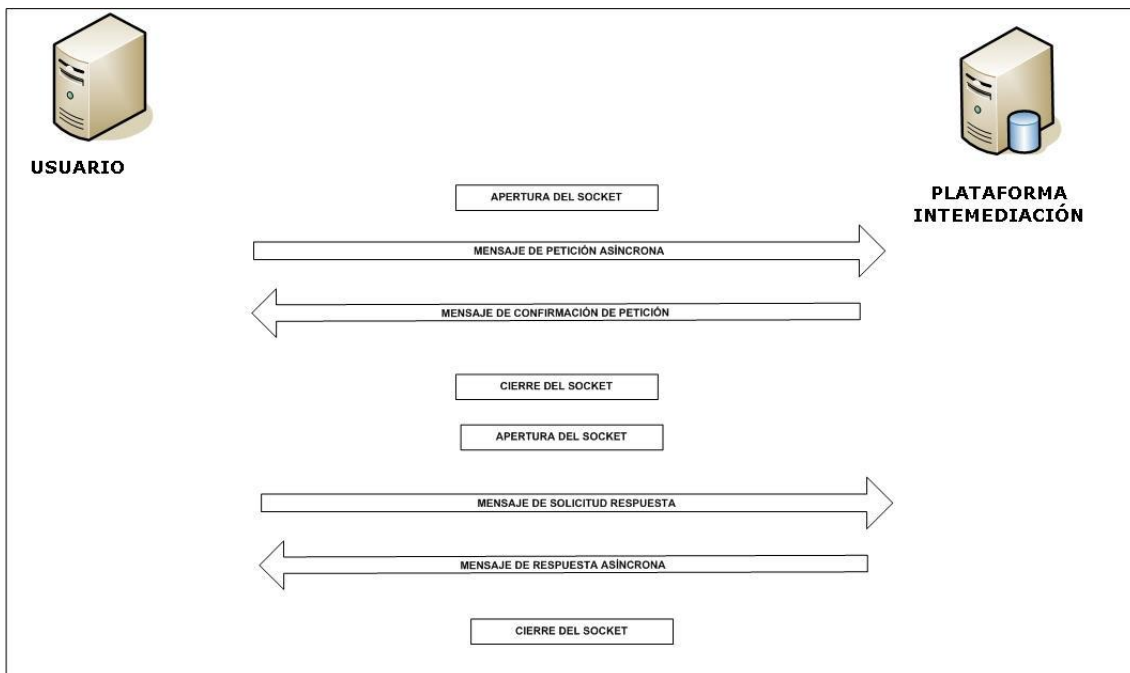 USUARIO
PLATAFORMA
INTEMEDIACIÓN
APERTURA DEL SOCKET
MENSAJE DE PETICIÓN ASÍNCRONA
MENSAJE DE CONFIRMACIÓN DE PETICIÓN
CIERRE DEL SOCKET
APERTURA DEL SOCKET
MENSAJE DE SOLICITUD RESPUESTA
MENSAJE DE RESPUESTA ASÍNCRONA
CIERRE DEL SOCKET